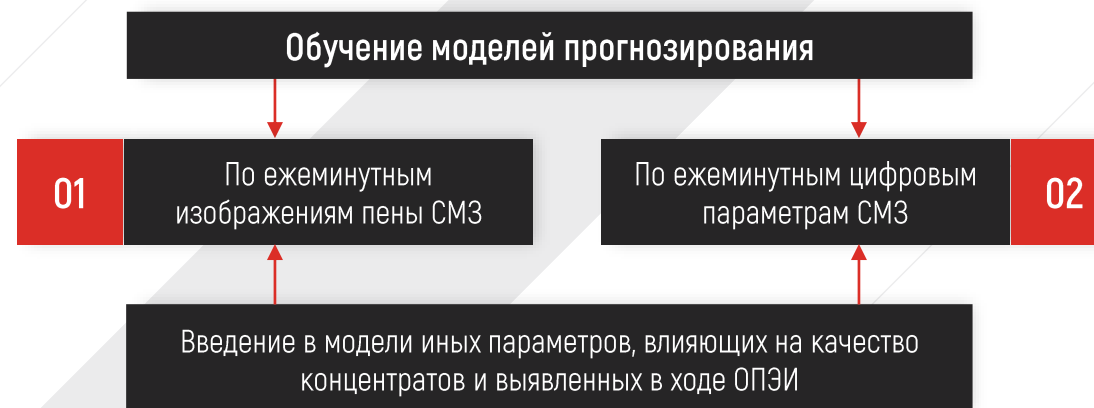 Обучение моделей прогнозирования
01
По ежеминутным
изображениям пены СМЗ
По ежеминутным цифровым
параметрам СМЗ
02
Введение в модели иных параметров, влияющих на качество
концентратов и выявленных в ходе ОПЭИ